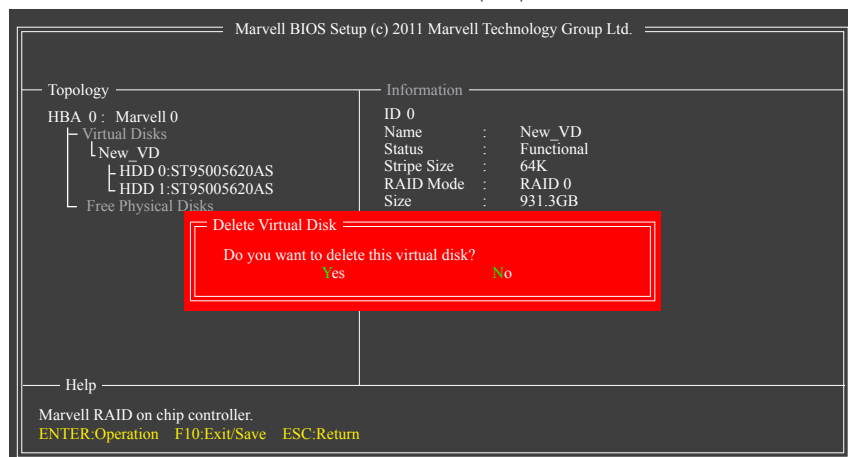 Marvell BIOS Setup (c) 2011 Marvell Technology Group Ltd.
Topology
HBA 0 : Marvell 0
Virtual Disks
New_VD
HDD 0:ST95005620AS
HDD 1:ST95005620AS
Free Physical Disks
Information
ID 0
Name : New_VD
Status : Functional
Stripe Size : 64K
RAID Mode : RAID 0
Size : 931.3GB
Delete Virtual Disk
Do you want to delete this virtual disk?
Yes No
Help
Marvell RAID on chip controller.
ENTER:Operation F10:Exit/Save ESC:Return